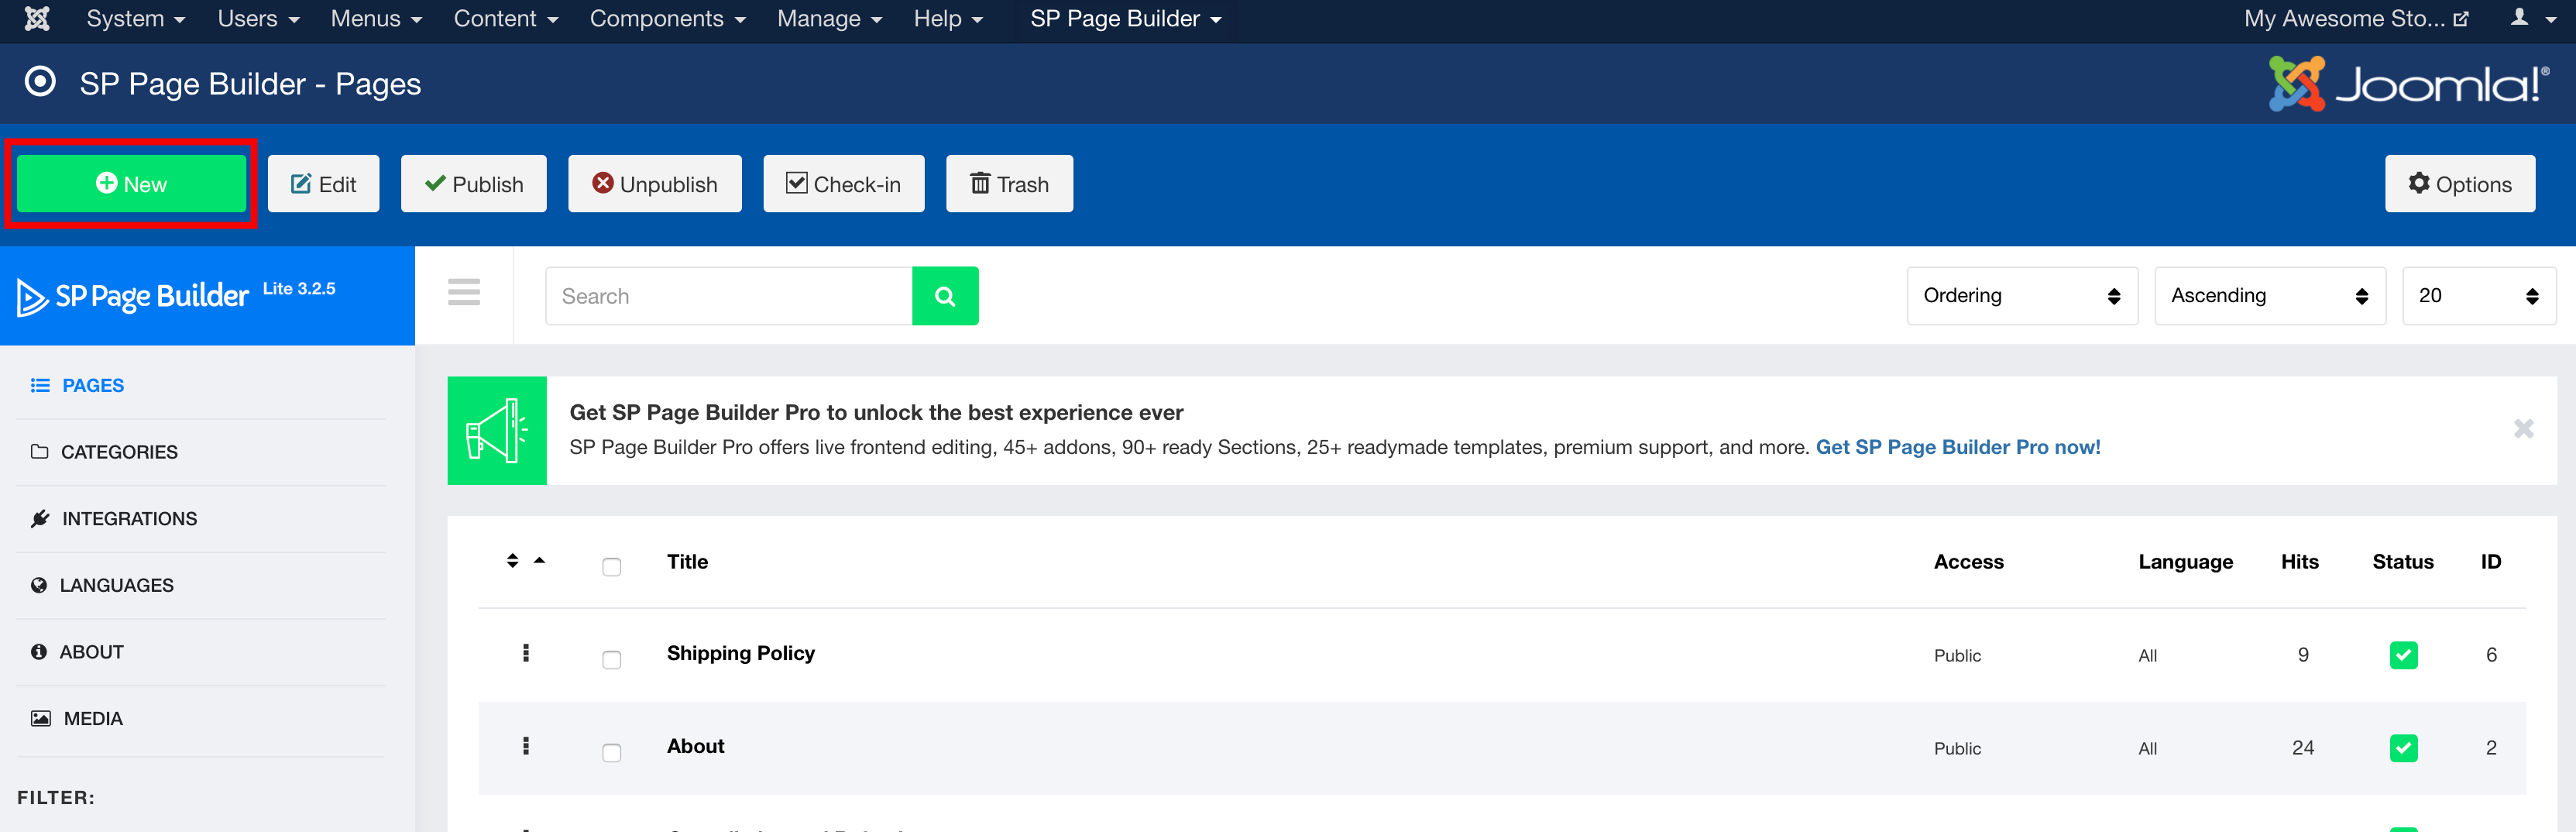 System Users Menus Content Components Manage Help SP Page Builder My Awesome Sto...
SP Page Builder - Pages Joomla!®
New Edit Publish Unpublish Check-in Trash Options
SP Page Builder Lite 3.2.5 Search Ordering Ascending 20
PAGES
CATEGORIES
INTEGRATIONS
LANGUAGES
ABOUT
MEDIA
FILTER:
Get SP Page Builder Pro to unlock the best experience ever
SP Page Builder Pro offers live frontend editing, 45+ addons, 90+ ready Sections, 25+ readymade templates, premium support, and more. Get SP Page Builder Pro now!
Title Access Language Hits Status ID
Shipping Policy Public All 9 6
About Public All 24 2